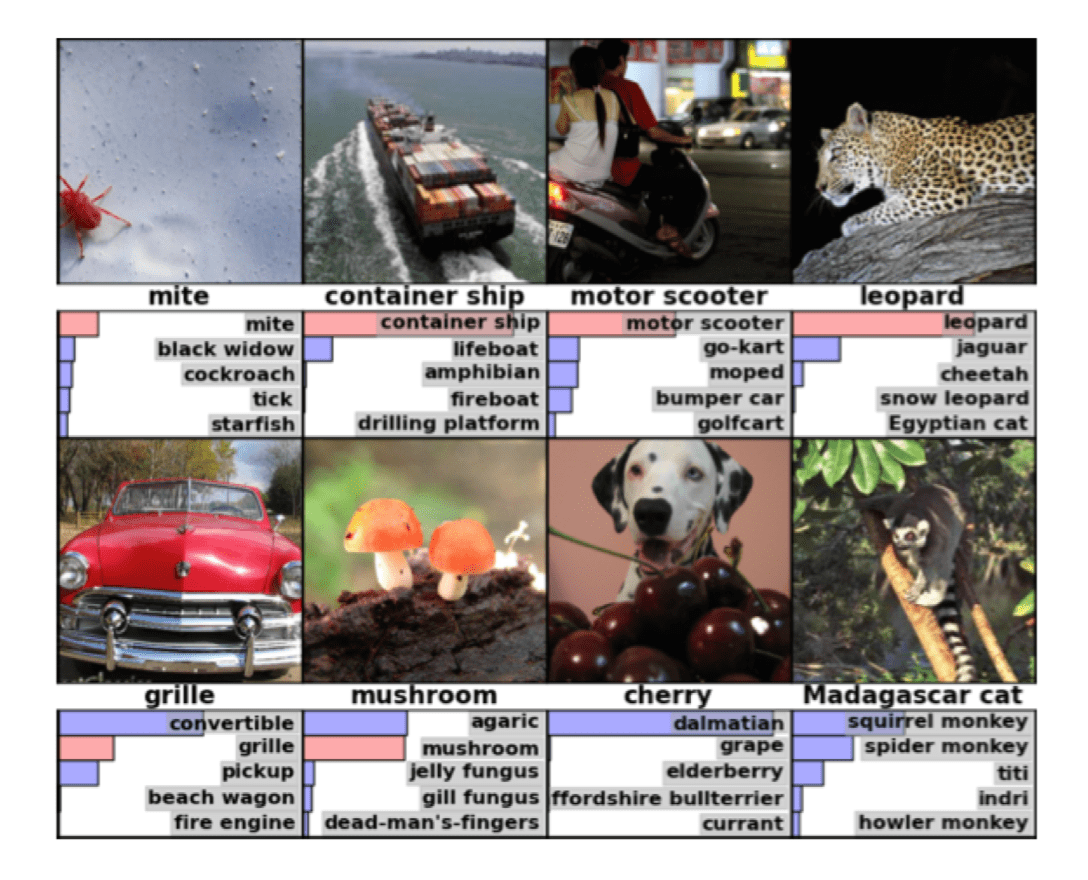 mite
container ship
motor scooter
leopard
mite
black widow
cockroach
tick
starfish
container ship
lifeboat
amphibian
fireboat
drilling platform
motor scooter
go-kart
moped
bumper car
golfcart
leopard
jaguar
cheetah
snow leopard
Egyptian cat
grille
mushroom
cherry
Madagascar cat
convertible
grille
pickup
beach wagon
fire engine
agaric
mushroom
jelly fungus
gill fungus
dead-man's-fingers
dalmatian
grape
elderberry
ffordshire bullterrier
currant
squirrel monkey
spider monkey
titi
indri
howler monkey